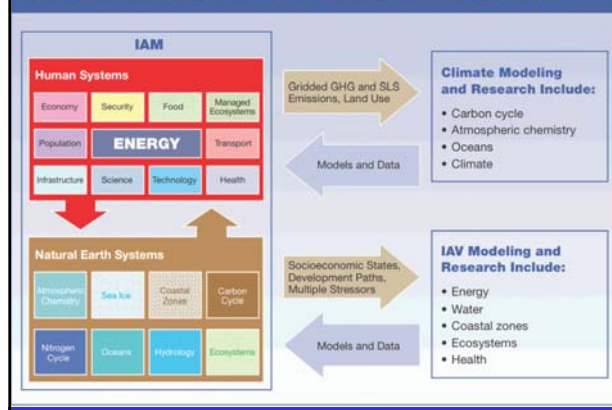 IAM
Human Systems
Economy
Security
Food
Managed
Ecosystems
Population
ENERGY
Transport
Infrastructure
Science
Technology
Health
Natural Earth Systems
Atmospheric
Chemistry
Sea Ice
Coastal
Zones
Carbon
Cycle
Nitrogen
Cycle
Oceans
Hydrology
Ecosystems
Gridded GHG and SLS
Emissions, Land Use
Models and Data
Socioeconomic States,
Development Paths,
Multiple Stressors
Models and Data
Climate Modeling
and Research Include:
• Carbon cycle
• Atmospheric chemistry
• Oceans
• Climate
IAV Modeling and
Research Include:
• Energy
• Water
• Coastal zones
• Ecosystems
• Health